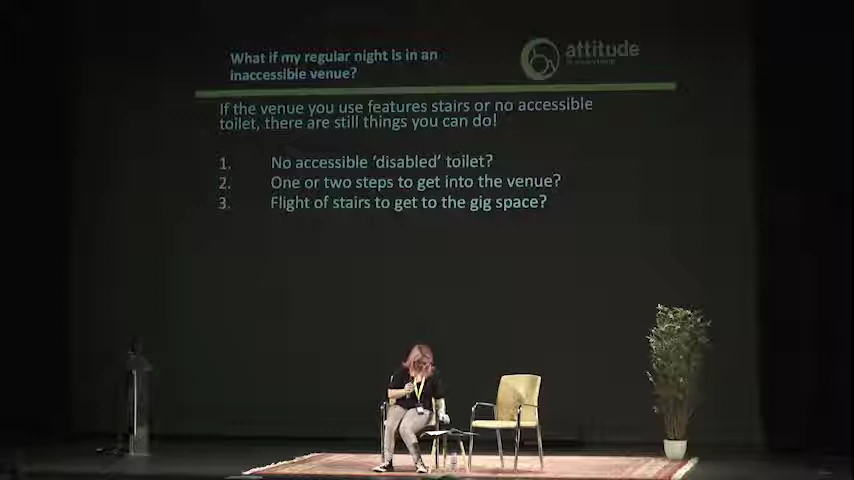 What if my regular night is in an
inaccessible venue?
attitude
If the venue you use features stairs or no accessible
toilet, there are still things you can do!
1. No accessible ‘disabled’ toilet?
2. One or two steps to get into the venue?
3. Flight of stairs to get to the gig space?